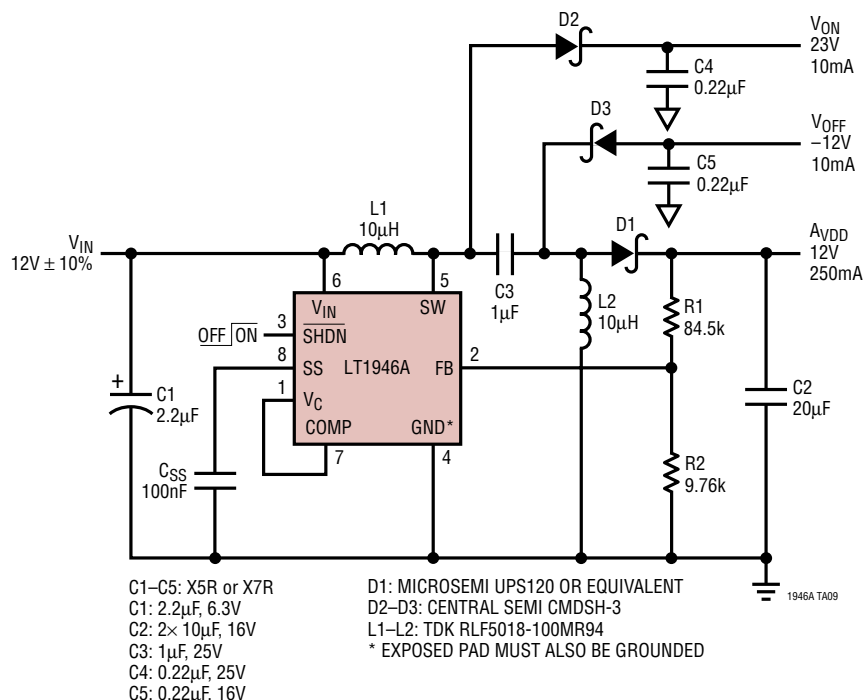 D2
V_ON
23V
10mA
C4
0.22µF
D3
V_OFF
–12V
10mA
C5
0.22µF
L1
10µH
D1
A_VDD
12V
250mA
V_IN
12V ± 10%
6
5
C3
1µF
L2
10µH
R1
84.5k
V_IN
SW
3
SHDN
OFF ON
8
SS
LT1946A
FB
2
1
V_C
COMP
GND*
7
4
+
C1
2.2µF
C_SS
100nF
C2
20µF
R2
9.76k
C1–C5: X5R or X7R
C1: 2.2µF, 6.3V
C2: 2× 10µF, 16V
C3: 1µF, 25V
C4: 0.22µF, 25V
C5: 0.22µF, 16V
D1: MICROSEMI UPS120 OR EQUIVALENT
D2–D3: CENTRAL SEMI CMDSH-3
L1–L2: TDK RLF5018-100MR94
* EXPOSED PAD MUST ALSO BE GROUNDED
1946A TA09